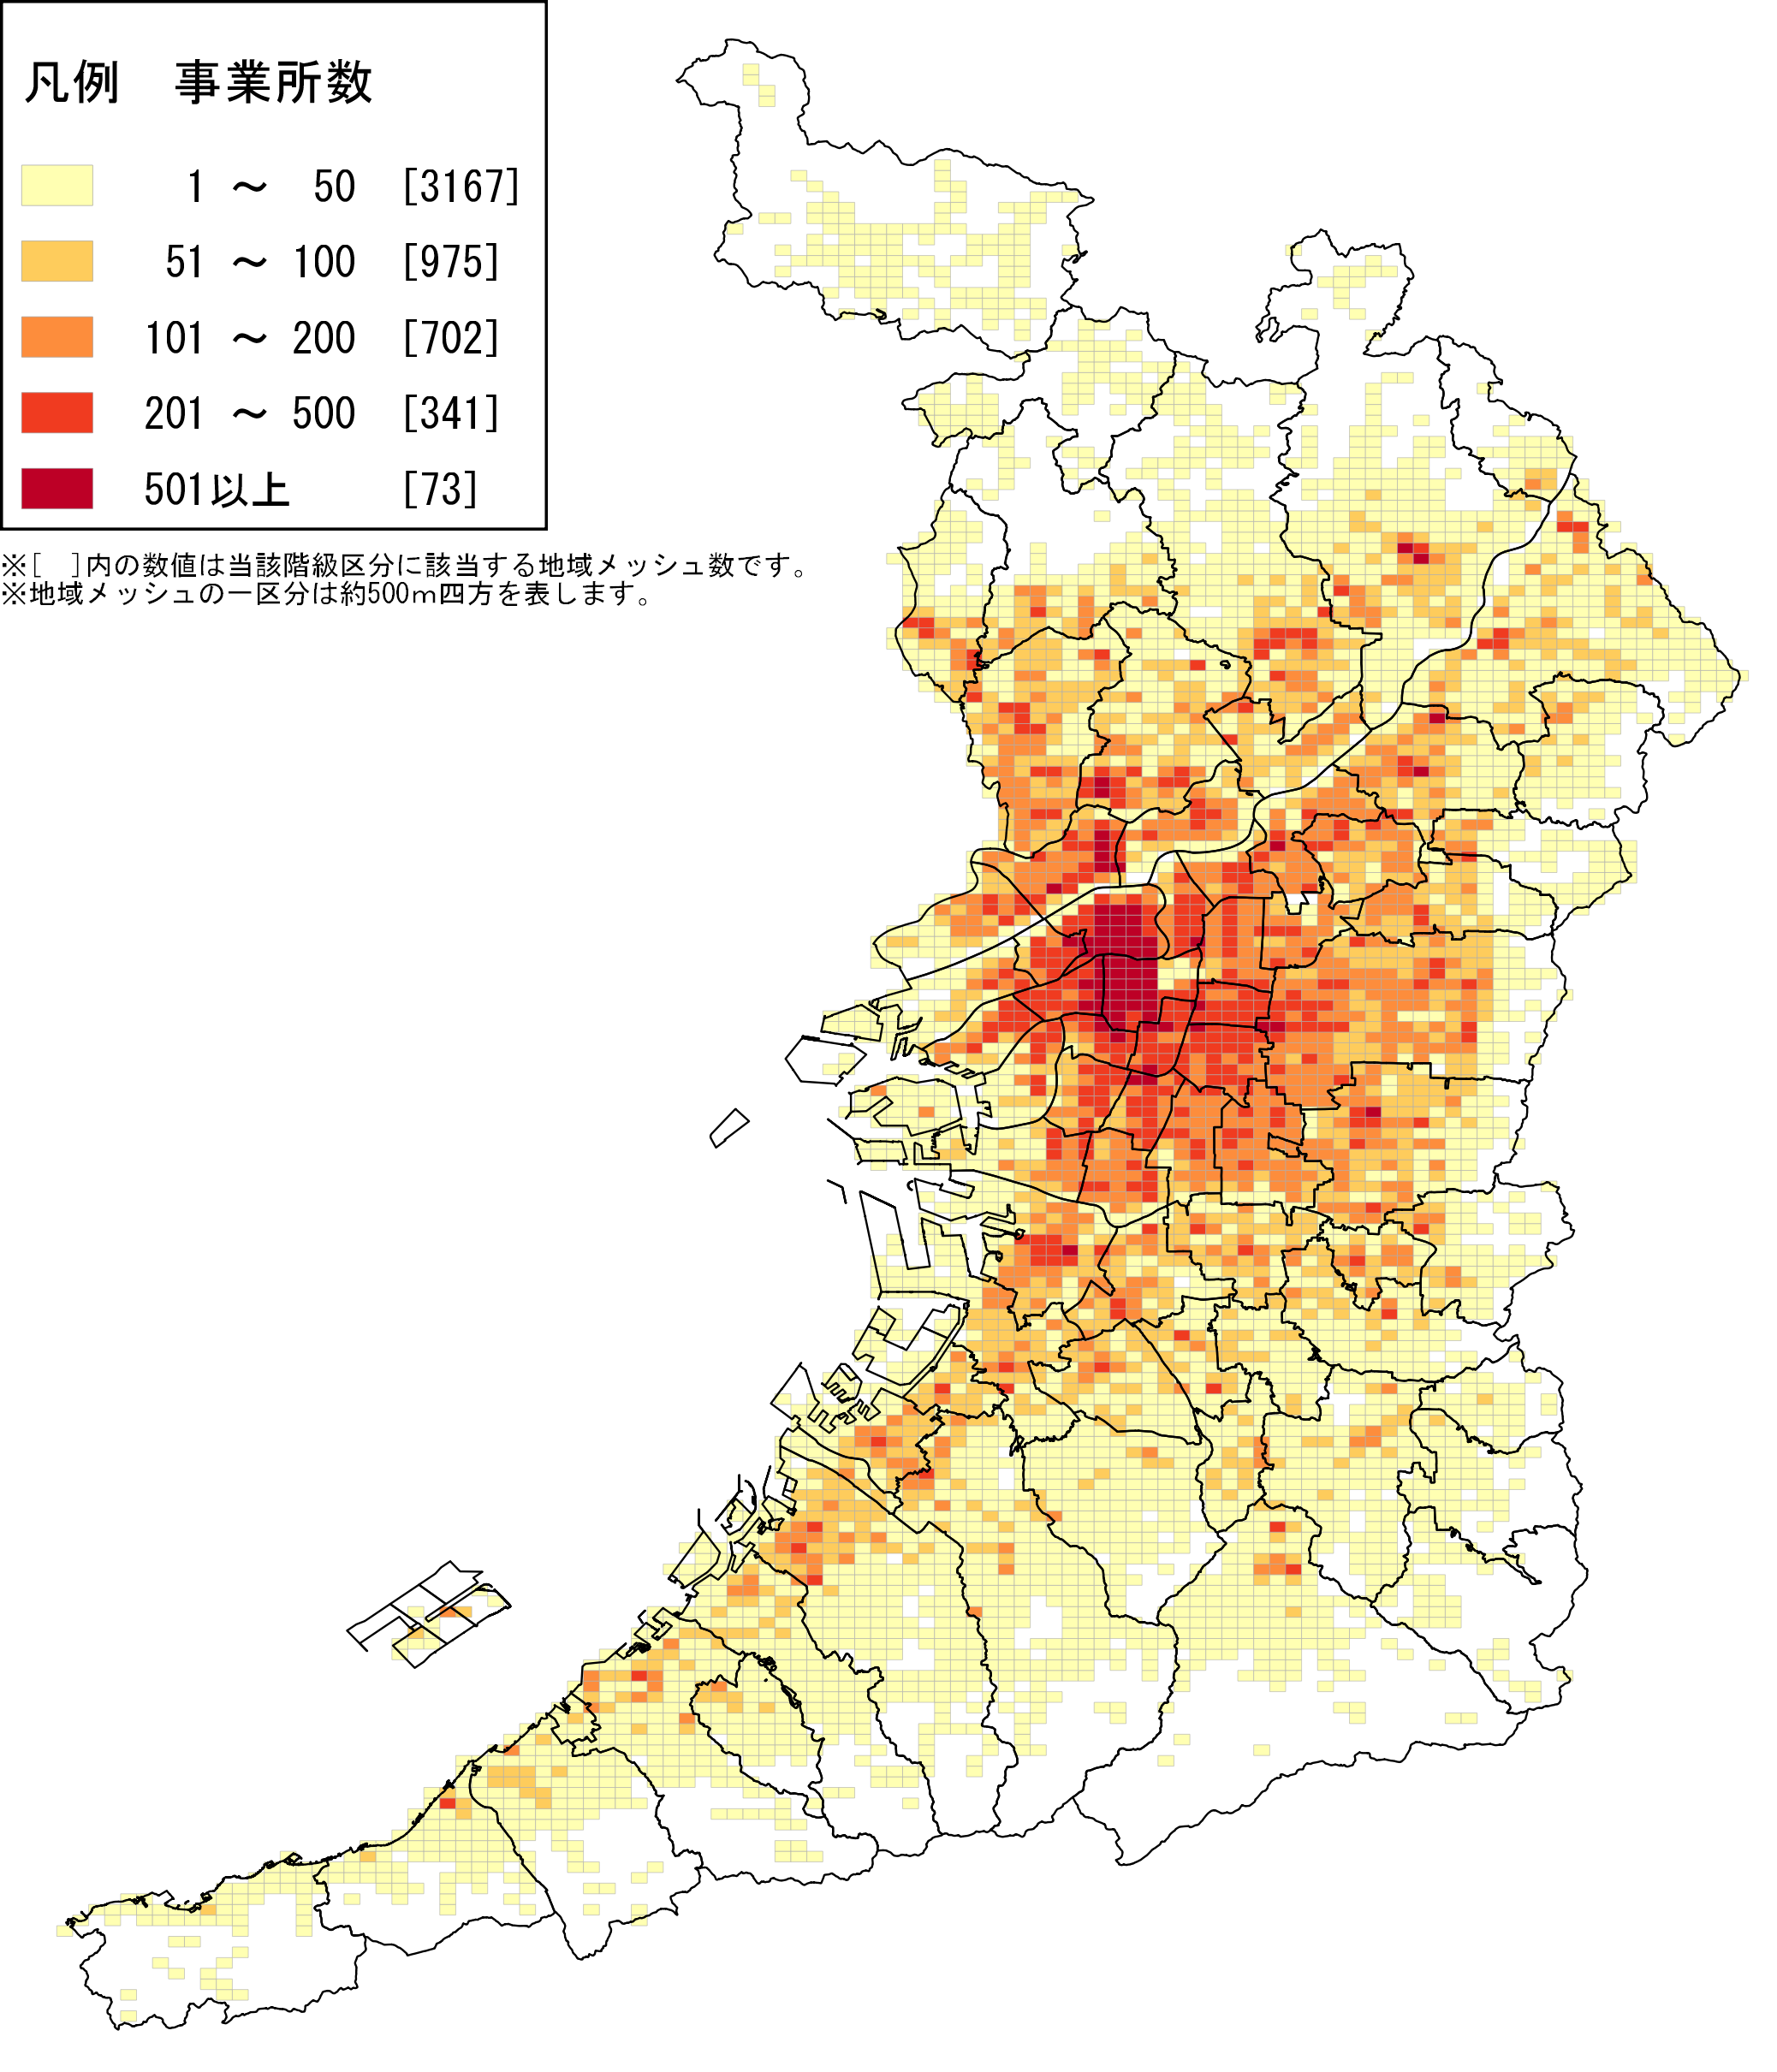 凡例　事業所数
1 ～ 50 [3167]
51 ～ 100 [975]
101 ～ 200 [702]
201 ～ 500 [341]
501以上 [73]
※[　]内の数値は当該階級区分に該当する地域メッシュ数です。
※地域メッシュの一区分は約500ｍ四方を表します。